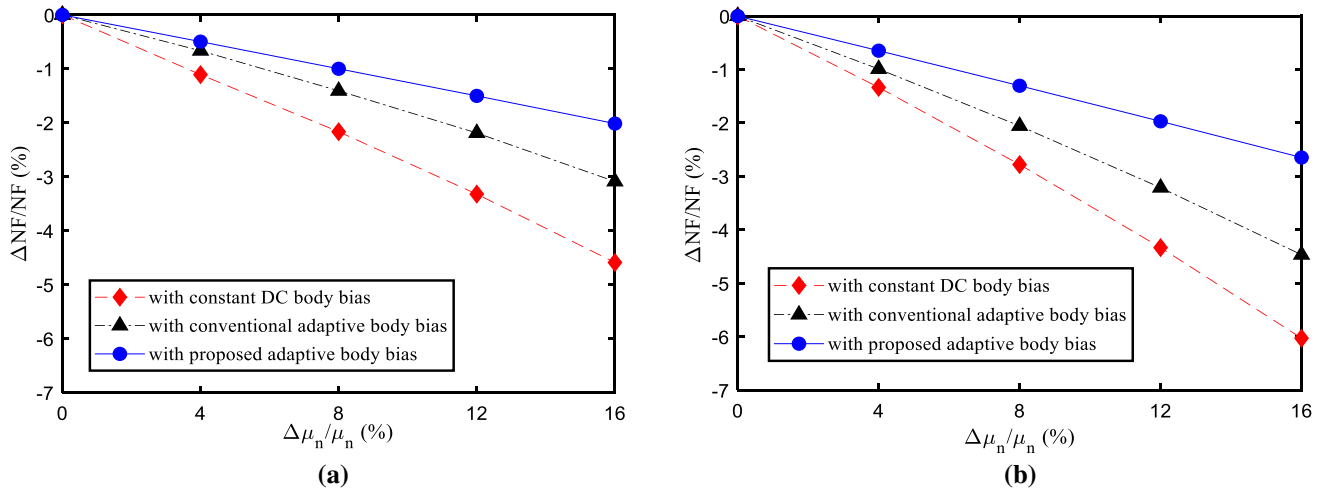 0
-1
-2
-3
-4
-5
-6
-7
ΔNF/NF (%)
with constant DC body bias
with conventional adaptive body bias
with proposed adaptive body bias
0 4 8 12 16
Δμn/μn (%)
(a)
0
-1
-2
-3
-4
-5
-6
-7
ΔNF/NF (%)
with constant DC body bias
with conventional adaptive body bias
with proposed adaptive body bias
0 4 8 12 16
Δμn/μn (%)
(b)